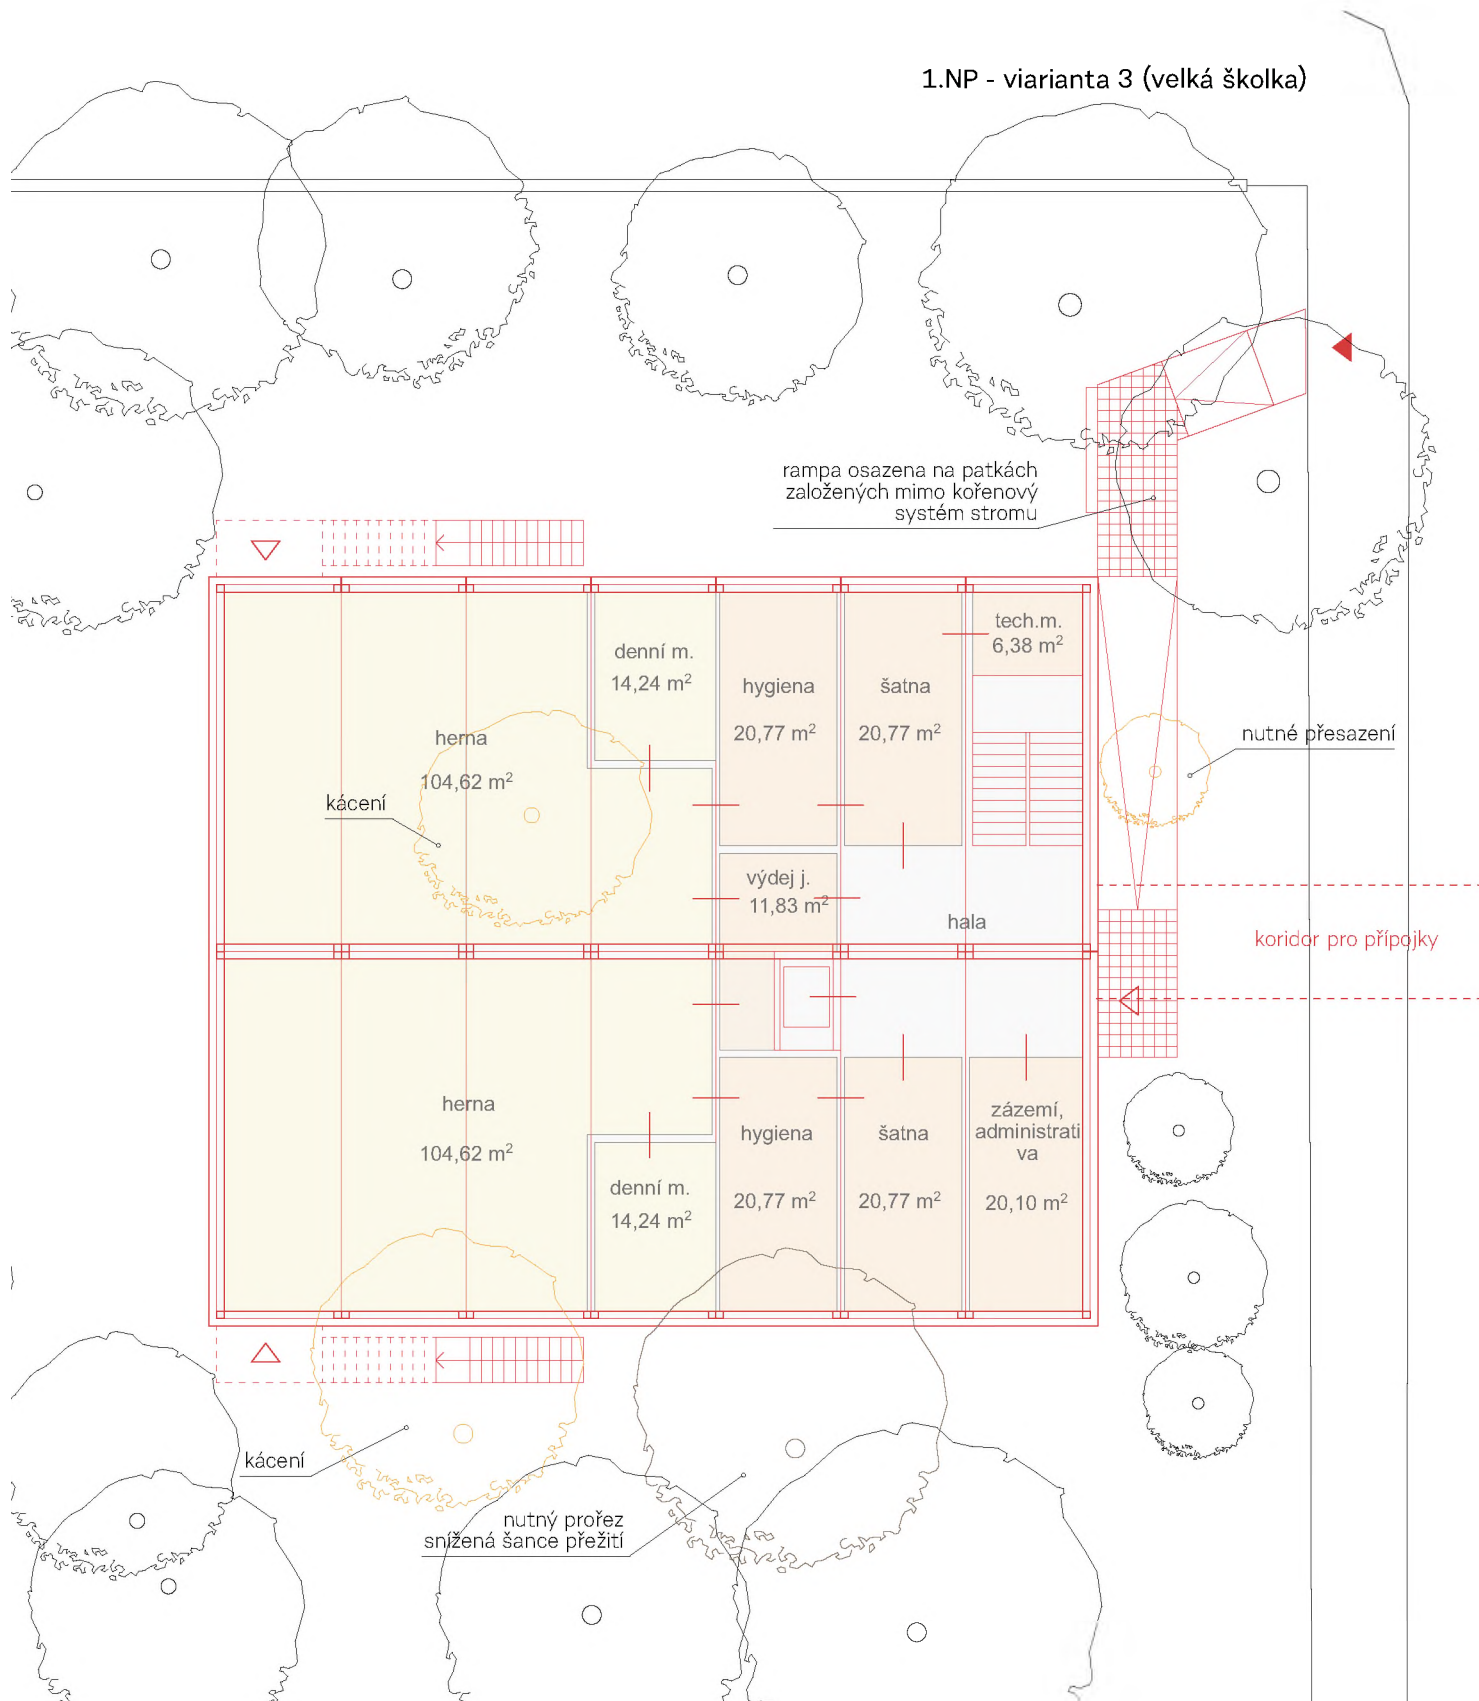 1.NP - viarianta 3 (velká školka)
rampa osazena na patkách
založených mimo kořenový
systém stromu
tech.m.
6,38 m²
denní m.
14,24 m²
hygiena
20,77 m²
šatna
20,77 m²
herna
104,62 m²
nutné přesazení
kácení
výdej j.
11,83 m²
hala
koridor pro přípojky
herna
104,62 m²
hygiena
20,77 m²
šatna
20,77 m²
zázemí,
administrati
va
20,10 m²
denní m.
14,24 m²
kácení
nutný prořez
snížená šance přežití